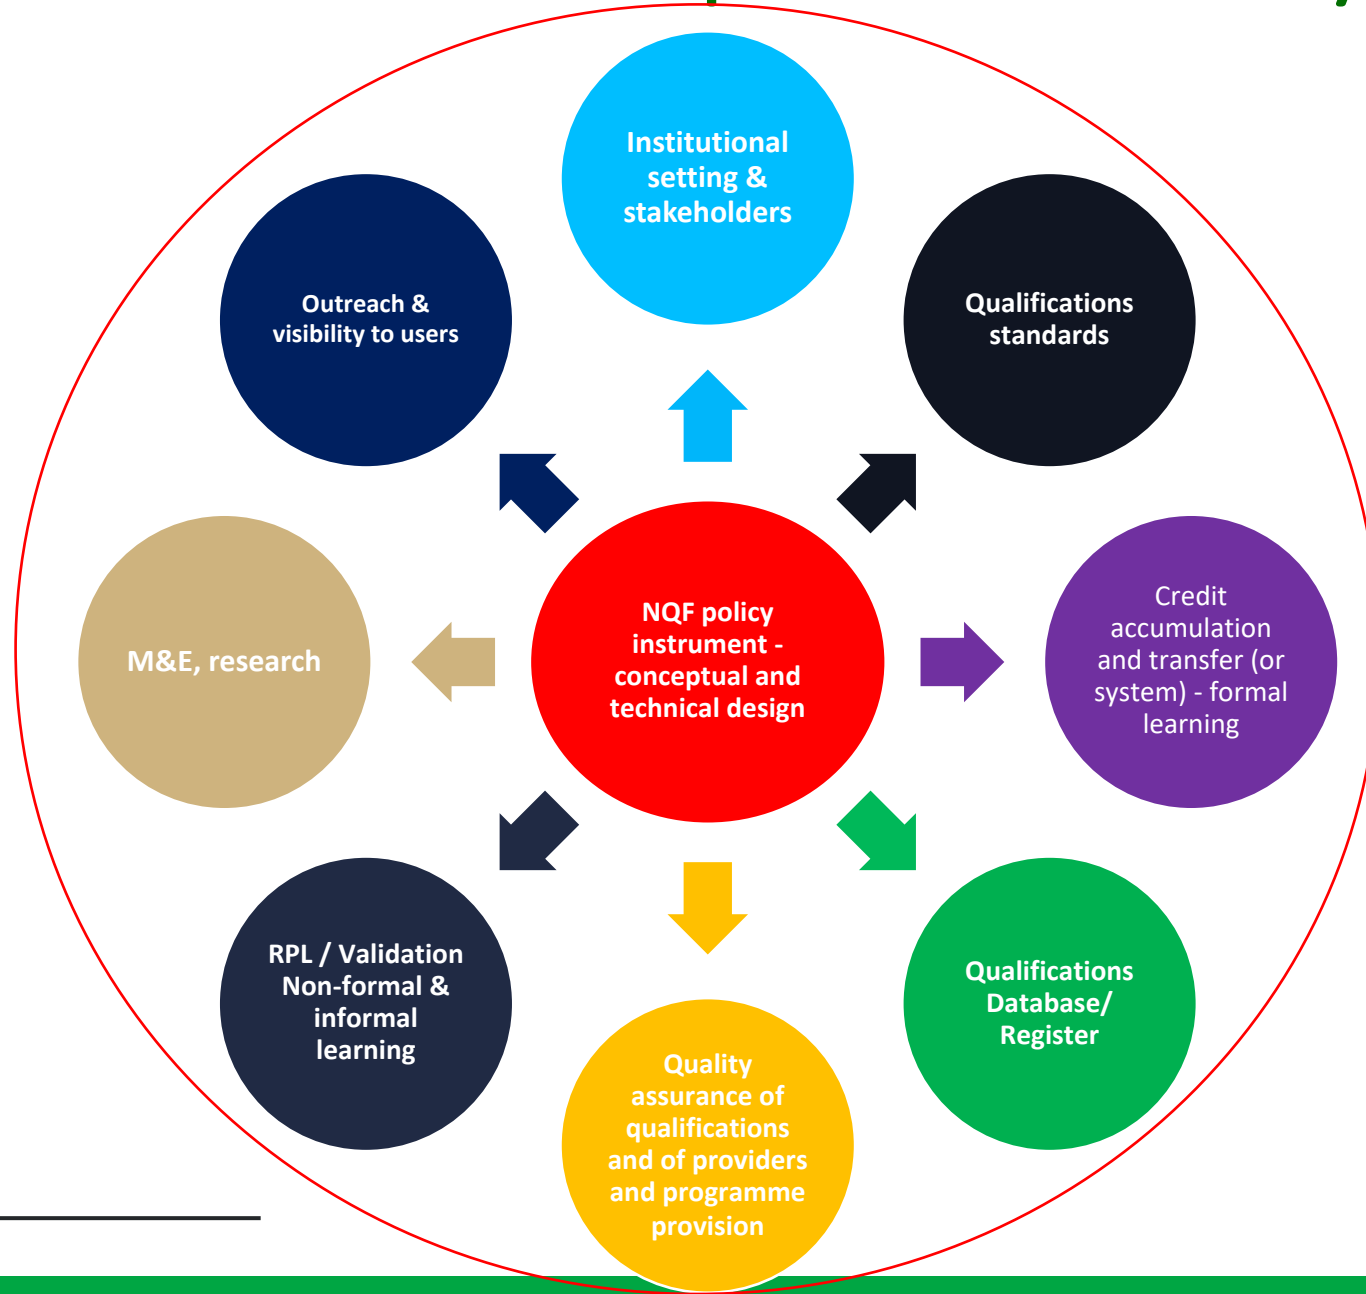 Institutional
setting &
stakeholders
Outreach &
visibility to users
Qualifications
standards
NQF policy
instrument -
conceptual and
technical design
Credit
accumulation
and transfer (or
system) - formal
learning
M&E, research
RPL / Validation
Non-formal &
informal
learning
Qualifications
Database/
Register
Quality
assurance of
qualifications
and of providers
and programme
provision